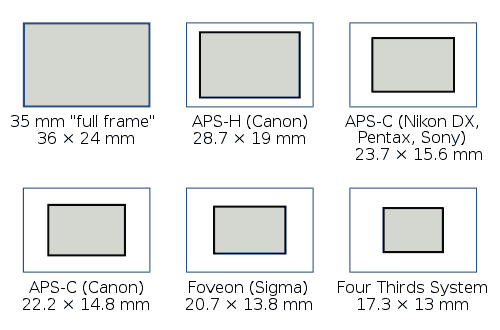 35 mm "full frame"
36 × 24 mm
APS-H (Canon)
28.7 × 19 mm
APS-C (Nikon DX,
Pentax, Sony)
23.7 × 15.6 mm
APS-C (Canon)
22.2 × 14.8 mm
Foveon (Sigma)
20.7 × 13.8 mm
Four Thirds System
17.3 × 13 mm